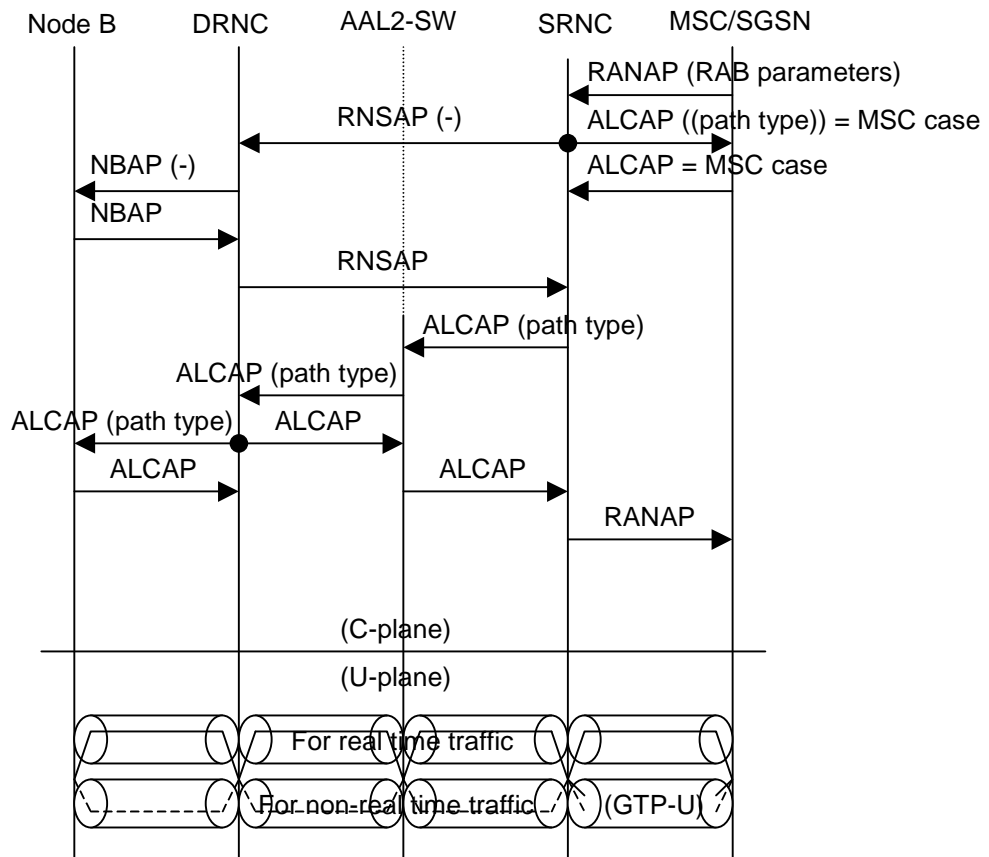 Node B DRNC AAL2-SW SRNC MSC/SGSN
RANAP (RAB parameters)
RNSAP (-) ALCAP ((path type)) = MSC case
NBAP (-) ALCAP = MSC case
NBAP
RNSAP
ALCAP (path type)
ALCAP (path type)
ALCAP (path type) ALCAP
ALCAP ALCAP
RANAP
(C-plane)
(U-plane)
For real time traffic
For non-real time traffic (GTP-U)